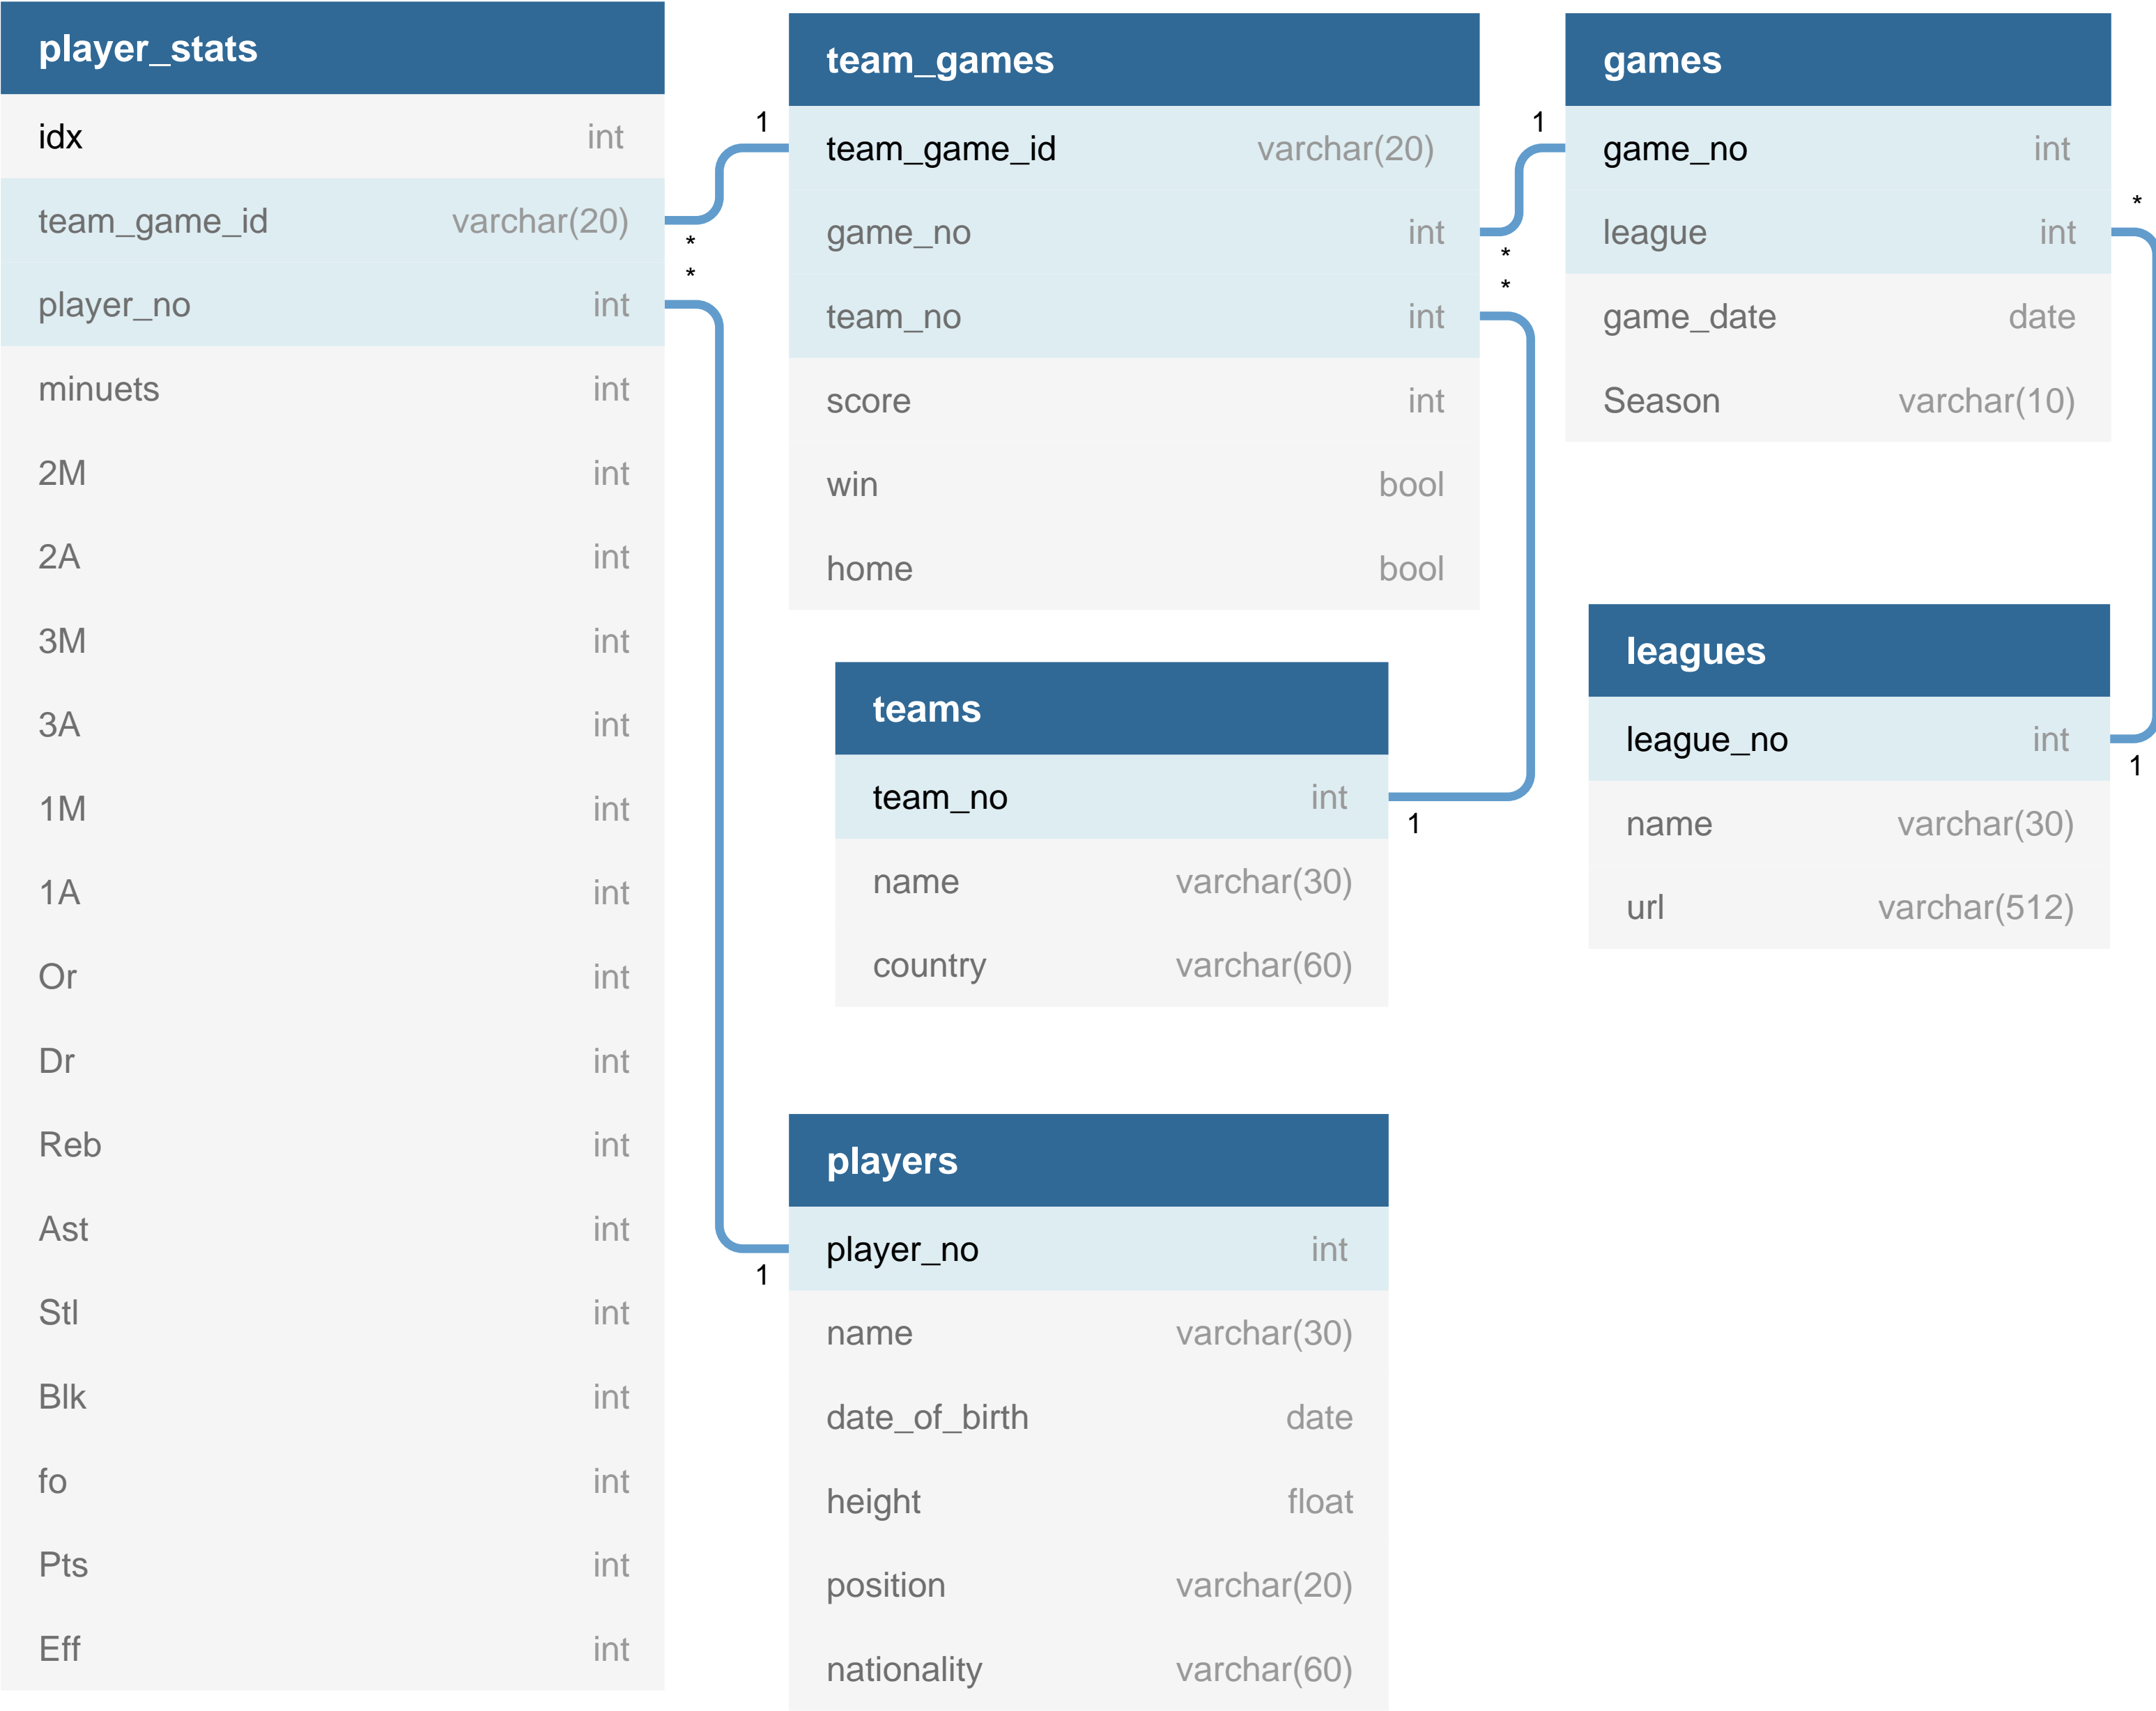 player_stats
idx int
team_game_id varchar(20)
player_no int
minuets int
2M int
2A int
3M int
3A int
1M int
1A int
Or int
Dr int
Reb int
Ast int
Stl int
Blk int
fo int
Pts int
Eff int
1
*
*
1
team_games
team_game_id varchar(20)
game_no int
team_no int
score int
win bool
home bool
1
*
*
1
teams
team_no int
name varchar(30)
country varchar(60)
players
player_no int
name varchar(30)
date_of_birth date
height float
position varchar(20)
nationality varchar(60)
games
game_no int
league int
game_date date
Season varchar(10)
*
1
leagues
league_no int
name varchar(30)
url varchar(512)